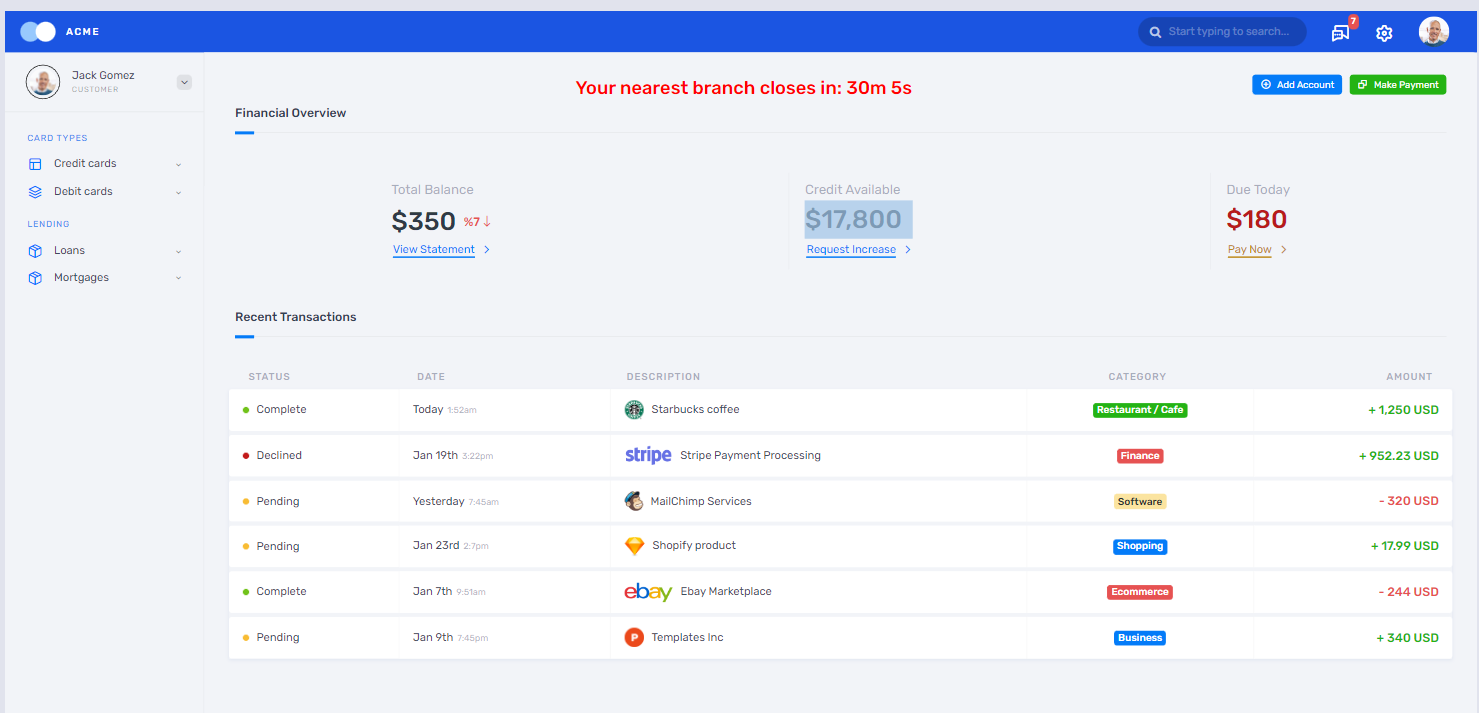 ACME
Start typing to search...
7
Jack Gomez
CUSTOMER
Your nearest branch closes in: 30m 5s
Add Account
Make Payment
Financial Overview
CARD TYPES
Credit cards
Debit cards
LENDING
Loans
Mortgages
Total Balance
$350 %7
View Statement
Credit Available
$17,800
Request Increase
Due Today
$180
Pay Now
Recent Transactions
STATUS DATE DESCRIPTION CATEGORY AMOUNT
Complete Today 1:52am Starbucks coffee Restaurant / Cafe + 1,250 USD
Declined Jan 19th 3:22pm stripe Stripe Payment Processing Finance + 952.23 USD
Pending Yesterday 7:45am MailChimp Services Software - 320 USD
Pending Jan 23rd 2:7pm Shopify product Shopping + 17.99 USD
Complete Jan 7th 9:51am ebay Ebay Marketplace Ecommerce - 244 USD
Pending Jan 9th 7:45pm P Templates Inc Business + 340 USD